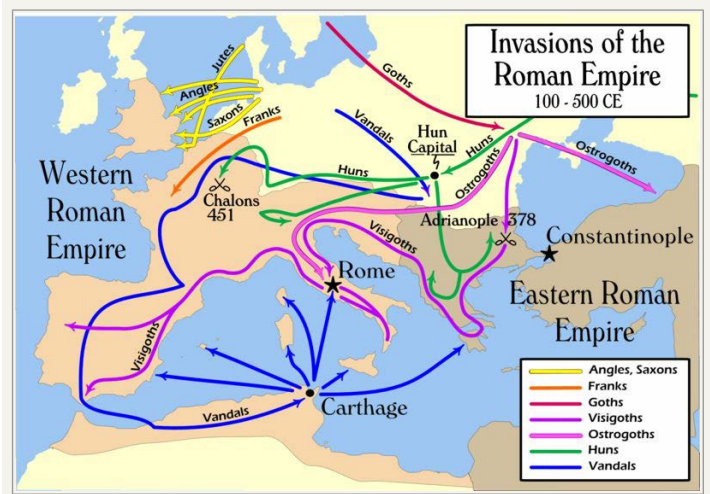 Invasions of the
Roman Empire
100 - 500 CE
Jutes
Angles
Saxons
Franks
Goths
Vandals
Hun
Capital
Huns
Ostrogoths
Ostrogoths
Huns
Western
Roman
Empire
Chalons
451
Visigoths
Adrianople 378
Constantinople
Rome
Eastern Roman
Empire
Visigoths
Vandals
Carthage
Angles, Saxons
Franks
Goths
Visigoths
Ostrogoths
Huns
Vandals